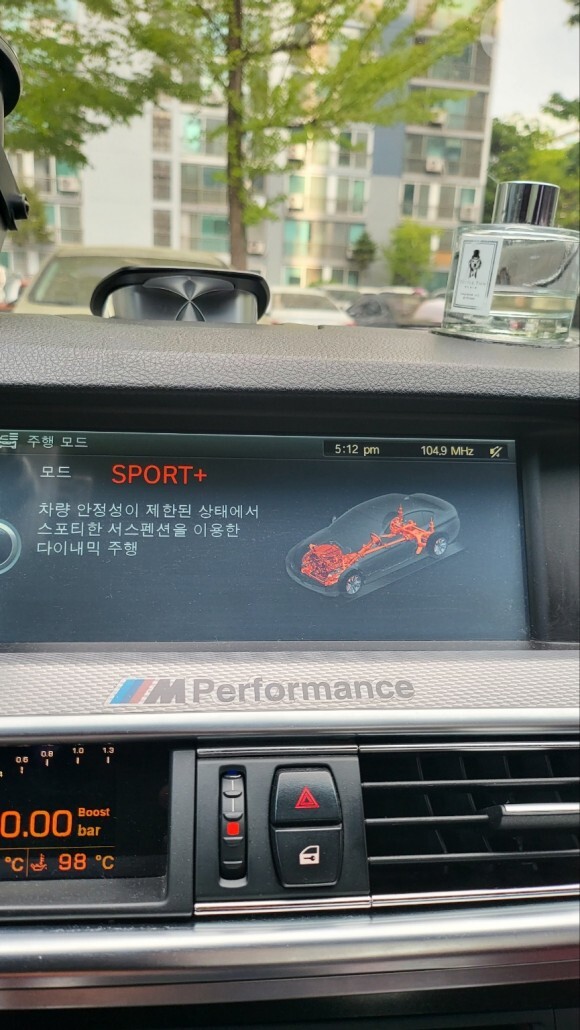 주행 모드
5:12 pm
104.9 MHz
모드
SPORT+
차량 안정성이 제한된 상태에서
스포티한 서스펜션을 이용한
다이내믹 주행
M Performance
0.6 0.8 1.0 1.3
0.00 Boost
bar
°C 98 °C